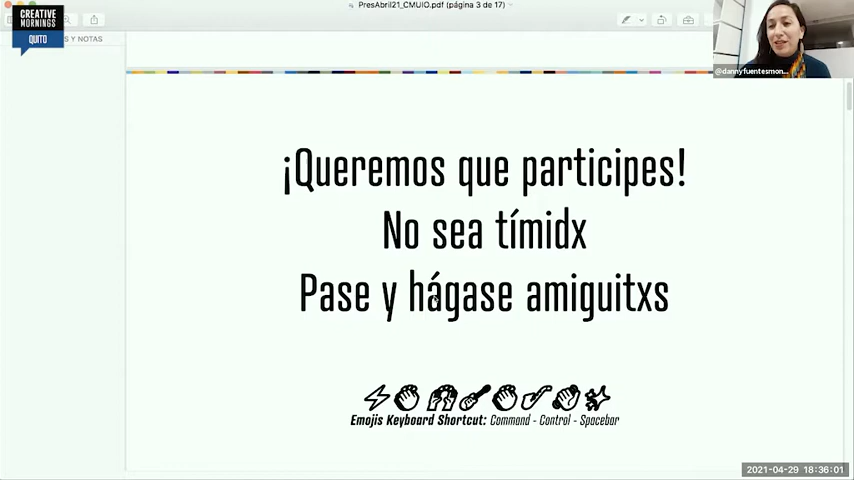 PresAbril21_CMUIO.pdf (página 3 de 17)
CREATIVE
MORNINGS
QUITO
S Y NOTAS
@dannyfuentesmon...
¡Queremos que participes!
No sea tímidx
Pase y hágase amiguitxs
Emojis Keyboard Shortcut: Command - Control - Spacebar
2021-04-29 18:36:01